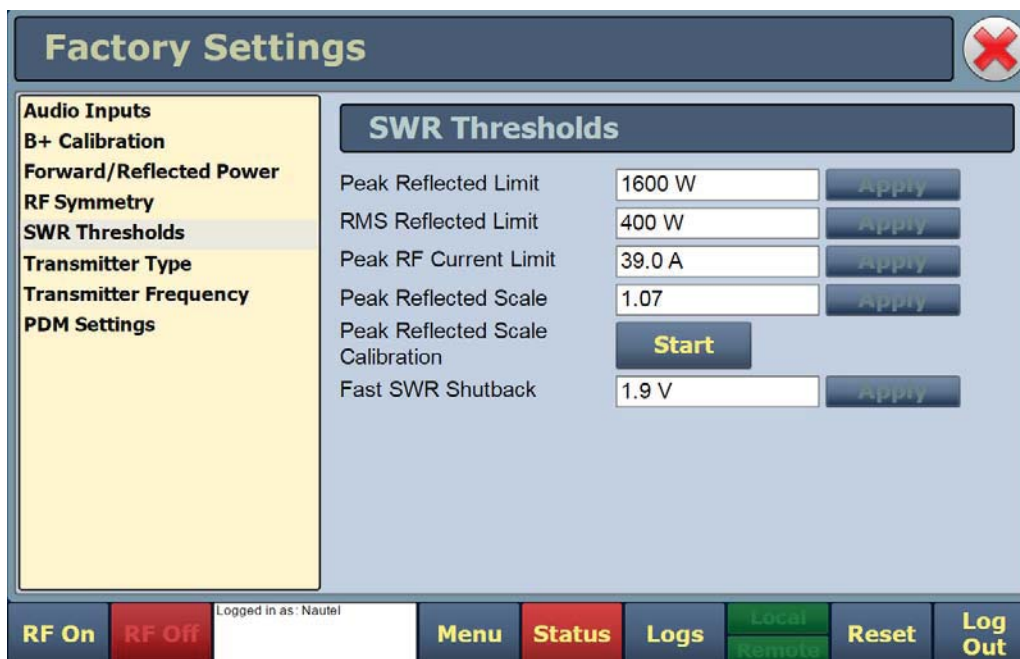 Factory Settings
Audio Inputs
B+ Calibration
Forward/Reflected Power
RF Symmetry
SWR Thresholds
Transmitter Type
Transmitter Frequency
PDM Settings
SWR Thresholds
Peak Reflected Limit 1600 W Apply
RMS Reflected Limit 400 W Apply
Peak RF Current Limit 39.0 A Apply
Peak Reflected Scale 1.07 Apply
Peak Reflected Scale
Calibration
Start
Fast SWR Shutback 1.9 V Apply
RF On
RF Off
Logged in as: Nautel
Menu
Status
Logs
Local
Remote
Reset
Log
Out